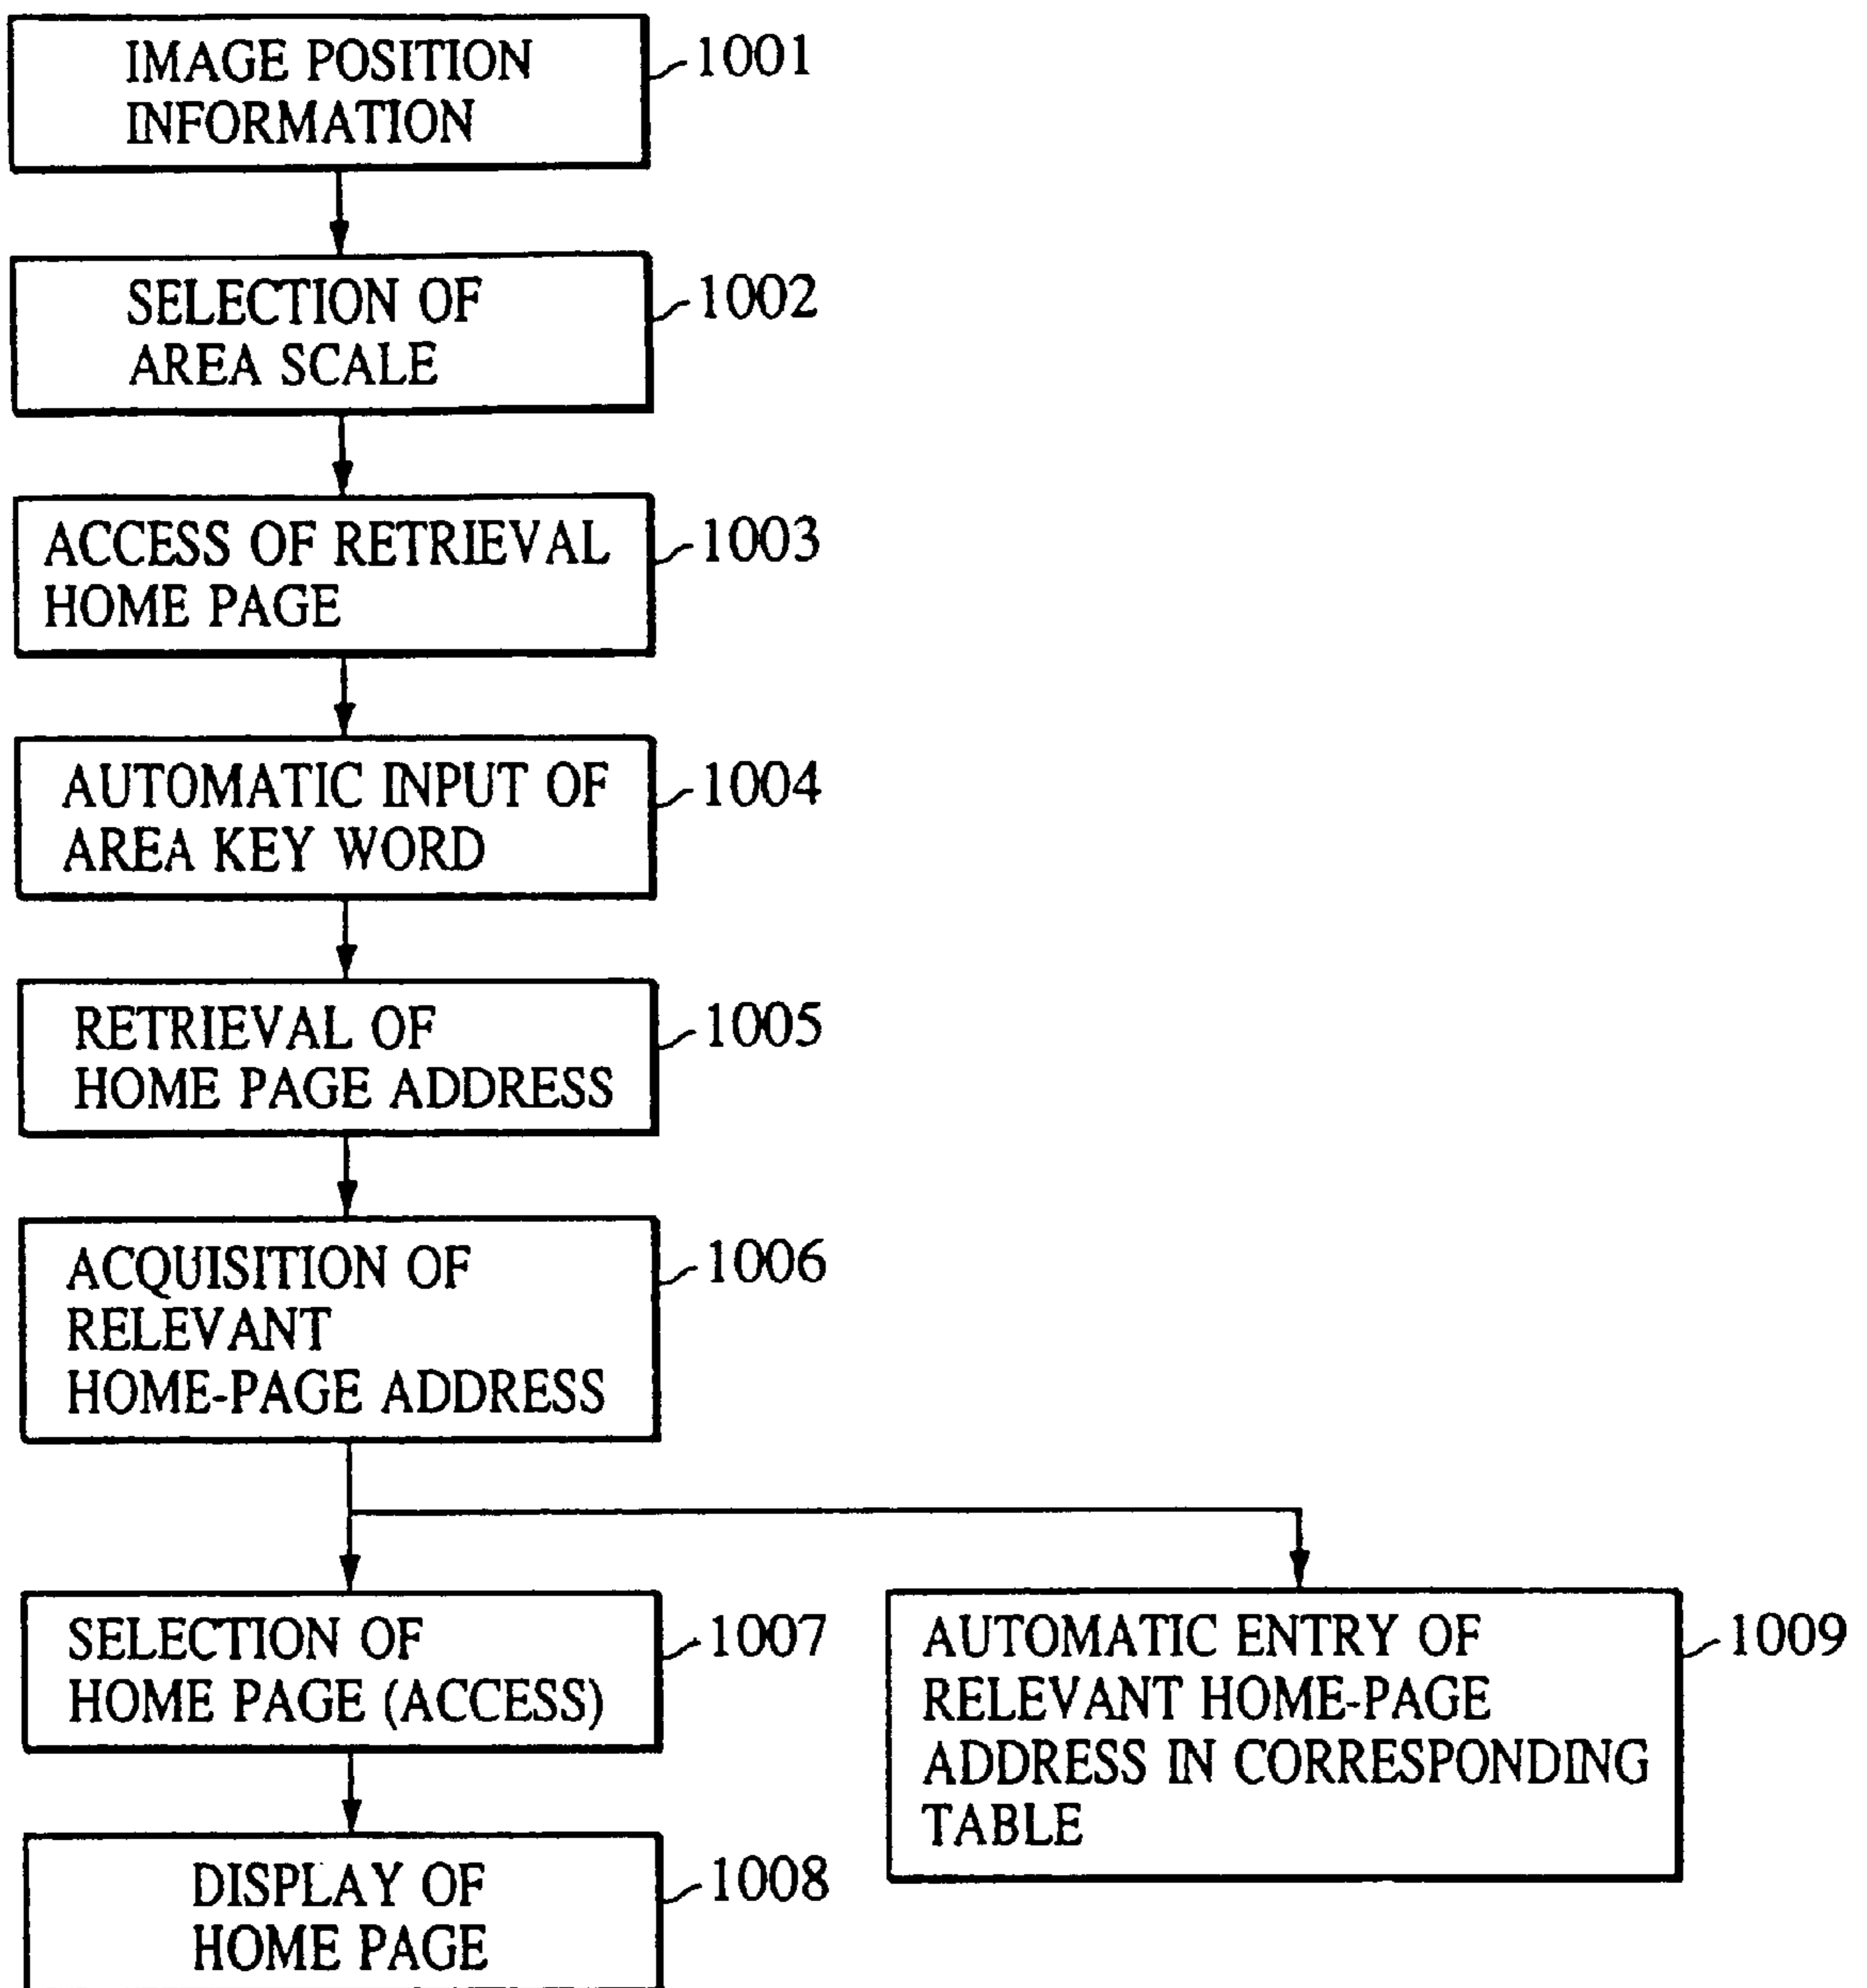 IMAGE POSITION
INFORMATION
1001
SELECTION OF
AREA SCALE
1002
ACCESS OF RETRIEVAL
HOME PAGE
1003
AUTOMATIC INPUT OF
AREA KEY WORD
1004
RETRIEVAL OF
HOME PAGE ADDRESS
1005
ACQUISITION OF
RELEVANT
HOME-PAGE ADDRESS
1006
SELECTION OF
HOME PAGE (ACCESS)
1007
AUTOMATIC ENTRY OF
RELEVANT HOME-PAGE
ADDRESS IN CORRESPONDING
TABLE
1009
DISPLAY OF
HOME PAGE
1008